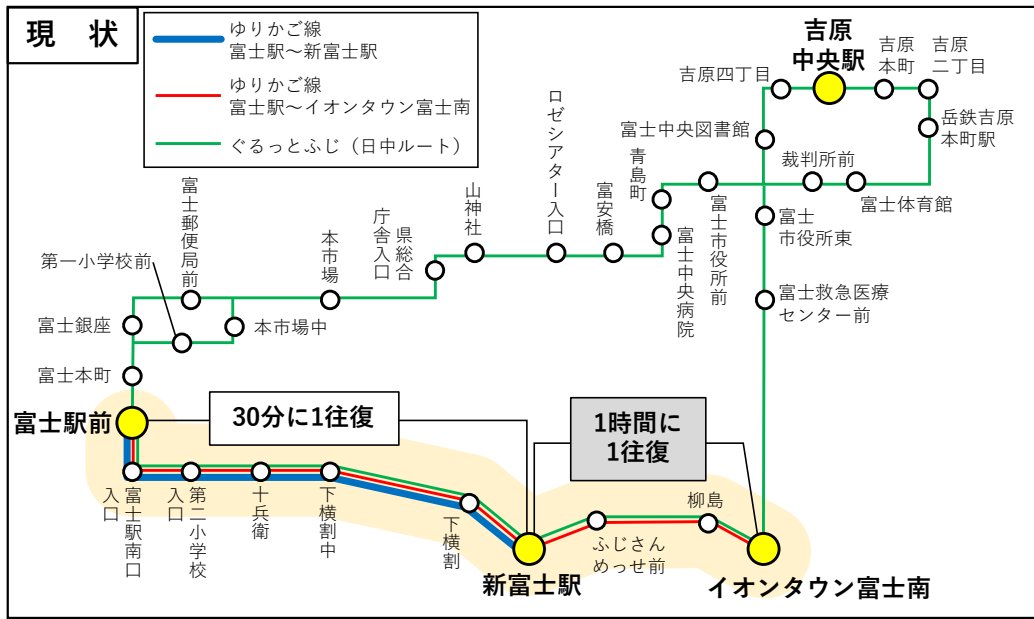 現　状
ゆりかご線
富士駅～新富士駅
ゆりかご線
富士駅～イオンタウン富士南
ぐるっとふじ（日中ルート）
吉原
中央駅
吉原四丁目
吉原
本町
吉原
二丁目
岳鉄吉原
本町駅
富士中央図書館
裁判所前
富士体育館
富士
市役所東
富士市役所前
青島町
富士中央病院
富安橋
ロゼシアター入口
山神社
県総合
庁舎入口
本市場
富士郵便局前
第一小学校前
富士銀座
本市場中
富士本町
富士救急医療
センター前
富士駅前
30分に1往復
1時間に
1往復
富士駅南口
入口
第二小学校
入口
十兵衛
下横割中
下横割
新富士駅
ふじさん
めっせ前
柳島
イオンタウン富士南